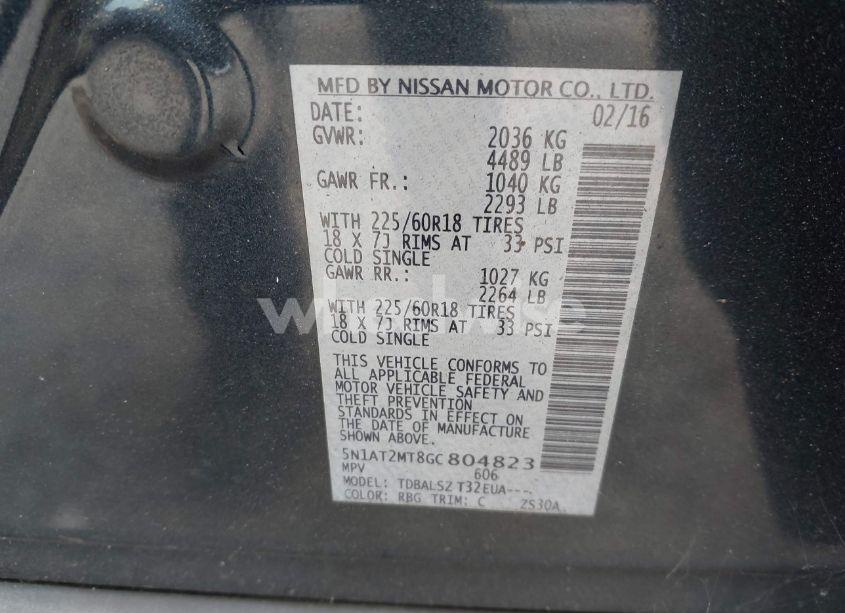 MFD BY NISSAN MOTOR CO., LTD.
DATE: 02/16
GVWR: 2036 KG
4489 LB
GAWR FR.: 1040 KG
2293 LB
WITH 225/60R18 TIRES
18 X 7J RIMS AT 33 PSI
COLD SINGLE
GAWR RR.: 1027 KG
2264 LB
WITH 225/60R18 TIRES
18 X 7J RIMS AT 33 PSI
COLD SINGLE
THIS VEHICLE CONFORMS TO
ALL APPLICABLE FEDERAL
MOTOR VEHICLE SAFETY AND
THEFT PREVENTION
STANDARDS IN EFFECT ON
THE DATE OF MANUFACTURE
SHOWN ABOVE.
5N1AT2MT8GC804823
MPV 606
MODEL: TDBALSZ T32EUA----
COLOR: RBG TRIM: C ZS30A